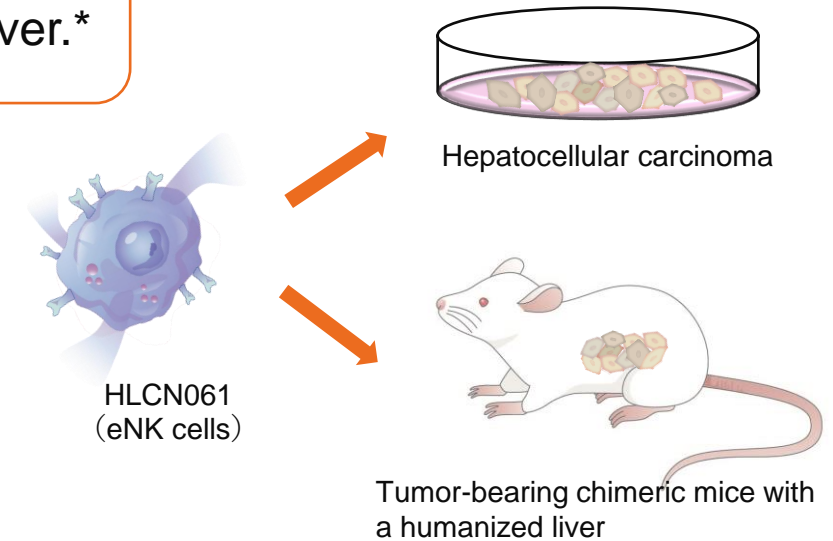 ver.*
Hepatocellular carcinoma
HLCN061
（eNK cells）
Tumor-bearing chimeric mice with
a humanized liver